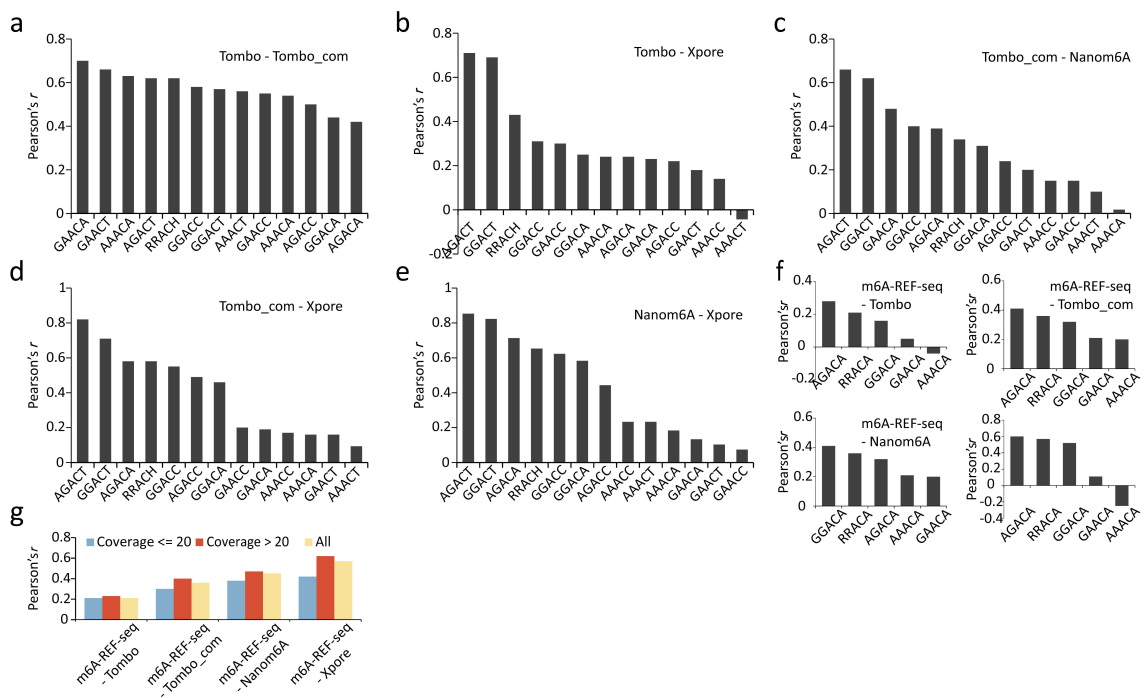 a
Tombo - Tombo_com
Pearson's r
0.8
0.6
0.4
0.2
0
GAACA GAACT AAACA AGACT RRACH GGACC GGACT AAACT GAACC AAACA AGACC GGACA AGACA
b
Tombo - Xpore
Pearson's r
0.8
0.6
0.4
0.2
0
-0.2
AGACT GGACT RRACH GGACC GAACC GGACA AAACA AGACA GAACA AGACC GAACT AAACC AAACT
c
Tombo_com - Nanom6A
Pearson's r
0.8
0.6
0.4
0.2
0
AGACT GGACT GAACA GGACC AGACA RRACH GGACA AGACC GAACT AAACC GAACC AAACT AAACA
d
Tombo_com - Xpore
Pearson's r
1
0.8
0.6
0.4
0.2
0
AGACT GGACT AGACA RRACH GGACC AGACC GGACA GAACC GAACA AAACC AAACA GAACT AAACT
e
Nanom6A - Xpore
Pearson's r
1
0.8
0.6
0.4
0.2
0
AGACT GGACT AGACA RRACH GGACC GGACA AGACC AAACC AAACT AAACA GAACA GAACT GAACC
f
m6A-REF-seq
- Tombo
Pearson'sr
0.4
0.2
0
-0.2
AGACA RRACA GGACA GAACA AAACA
m6A-REF-seq
- Tombo_com
Pearson'sr
0.6
0.4
0.2
0
AGACA RRACA GGACA GAACA AAACA
m6A-REF-seq
- Nanom6A
Pearson'sr
0.6
0.4
0.2
0
GGACA RRACA AGACA AAACA GAACA
Pearson'sr
0.8
0.6
0.4
0.2
0
-0.2
-0.4
AGACA RRACA GGACA GAACA AAACA
g
Coverage <= 20 Coverage > 20 All
Pearson'sr
0.8
0.6
0.4
0.2
0
m6A-REF-seq
- Tombo
m6A-REF-seq
- Tombo_com
m6A-REF-seq
- Nanom6A
m6A-REF-seq
- Xpore